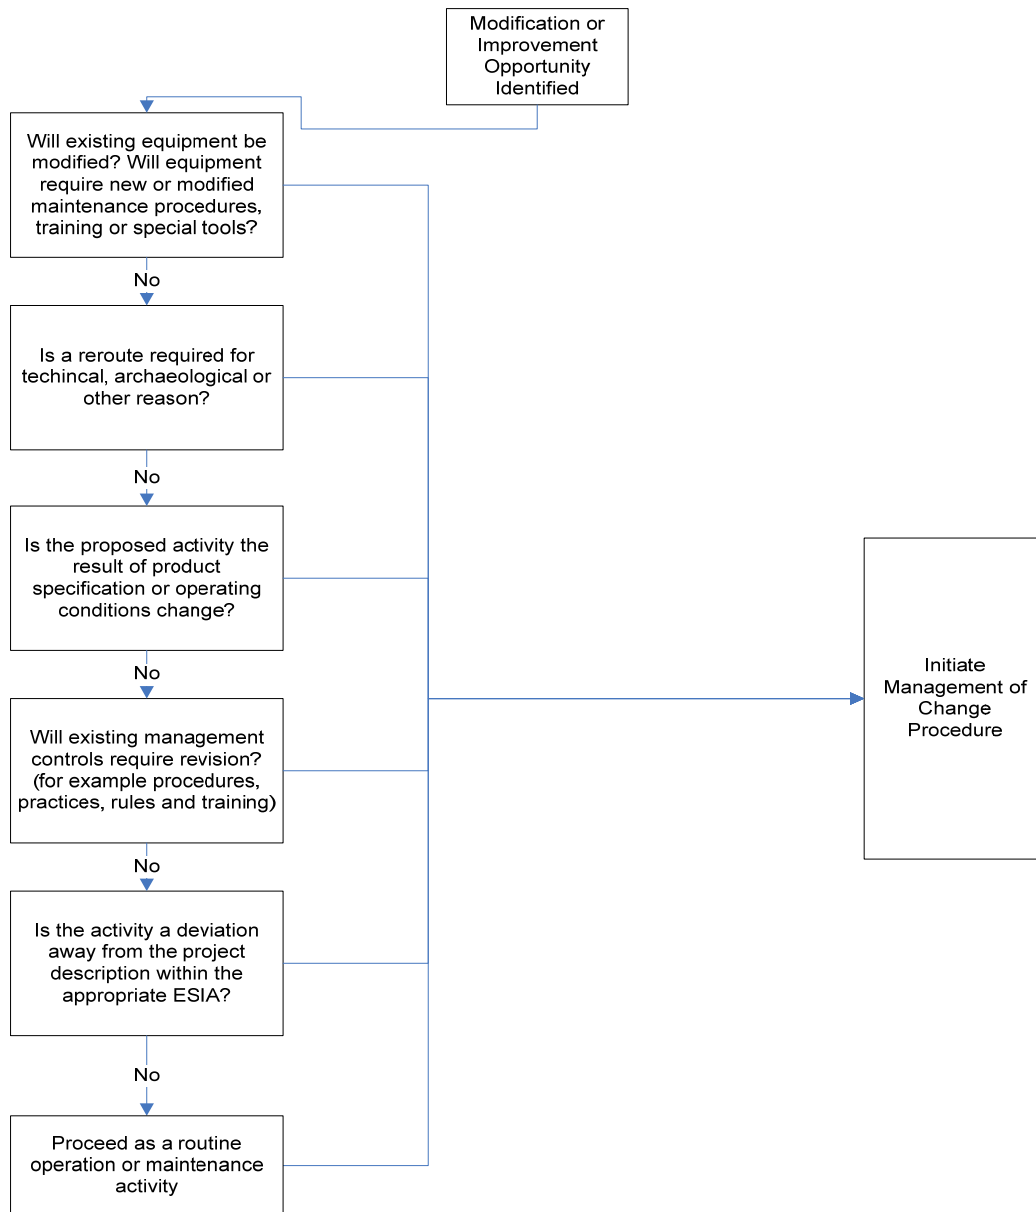 Modification or
Improvement
Opportunity
Identified
Will existing equipment be
modified? Will equipment
require new or modified
maintenance procedures,
training or special tools?
No
Is a reroute required for
techincal, archaeological or
other reason?
No
Is the proposed activity the
result of product
specification or operating
conditions change?
No
Will existing management
controls require revision?
(for example procedures,
practices, rules and training)
No
Is the activity a deviation
away from the project
description within the
appropriate ESIA?
No
Proceed as a routine
operation or maintenance
activity
Initiate
Management of
Change
Procedure